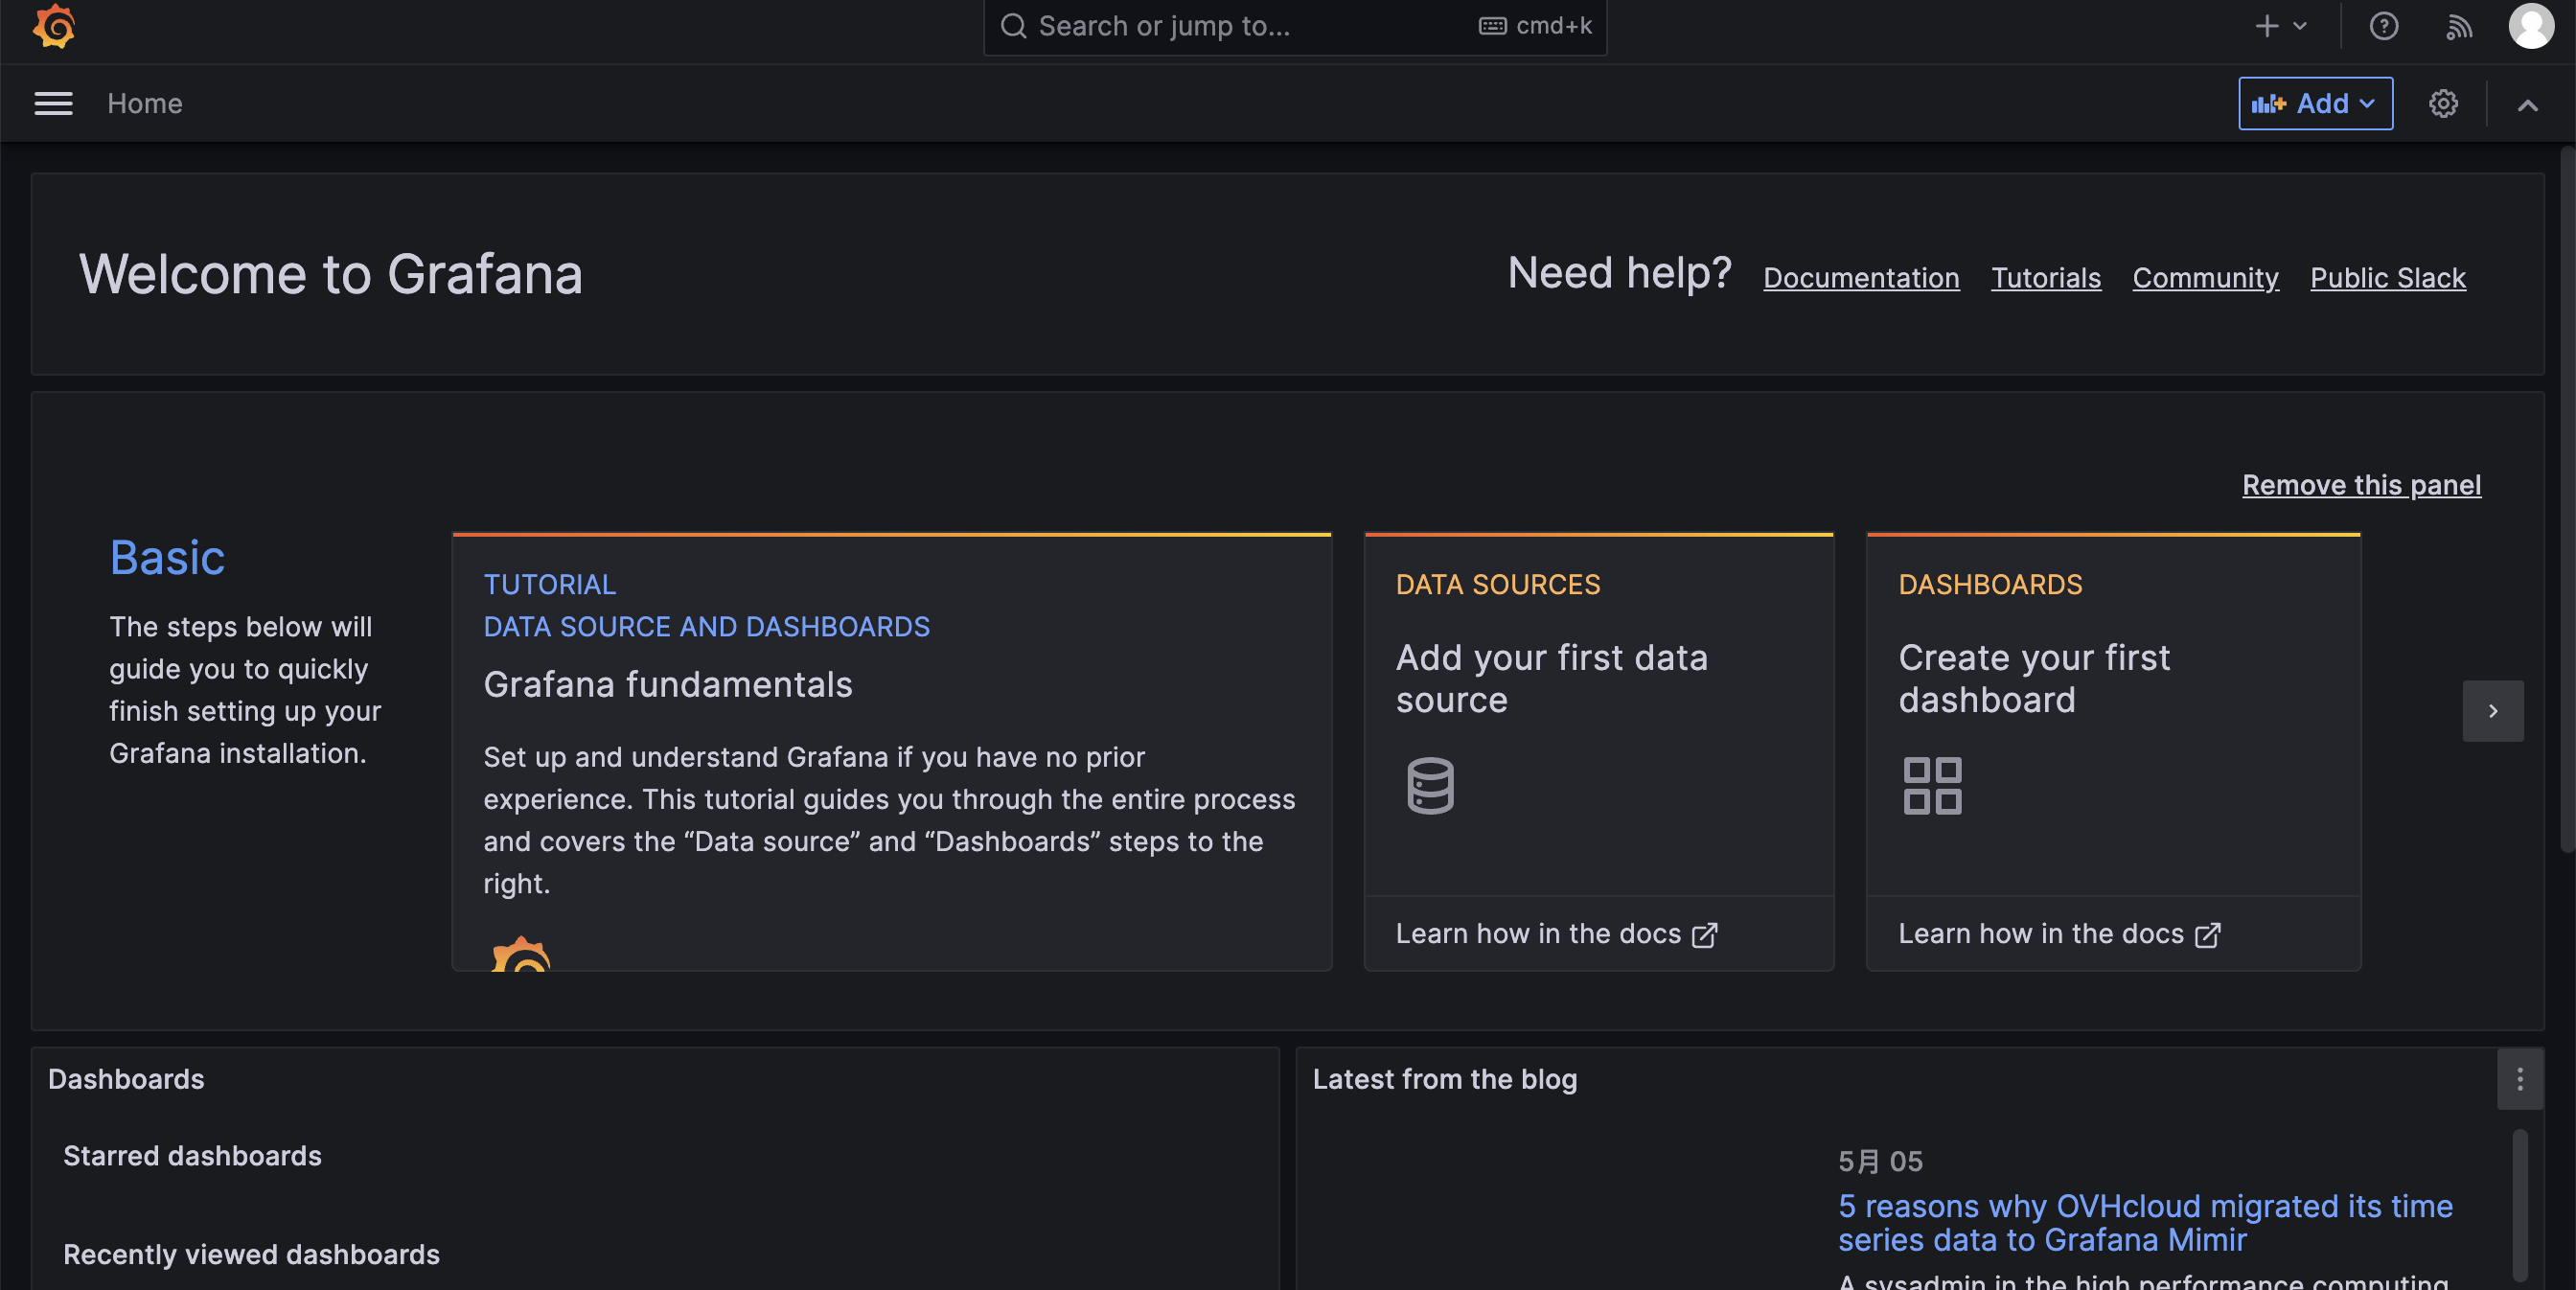 Search or jump to...
cmd+k
Home
Add
Welcome to Grafana
Need help?
Documentation
Tutorials
Community
Public Slack
Remove this panel
Basic
The steps below will
guide you to quickly
finish setting up your
Grafana installation.
TUTORIAL
DATA SOURCE AND DASHBOARDS
Grafana fundamentals
Set up and understand Grafana if you have no prior
experience. This tutorial guides you through the entire process
and covers the “Data source” and “Dashboards” steps to the
right.
DATA SOURCES
Add your first data
source
Learn how in the docs
DASHBOARDS
Create your first
dashboard
Learn how in the docs
Dashboards
Starred dashboards
Recently viewed dashboards
Latest from the blog
5月 05
5 reasons why OVHcloud migrated its time
series data to Grafana Mimir
A sysadmin in the high performance computing